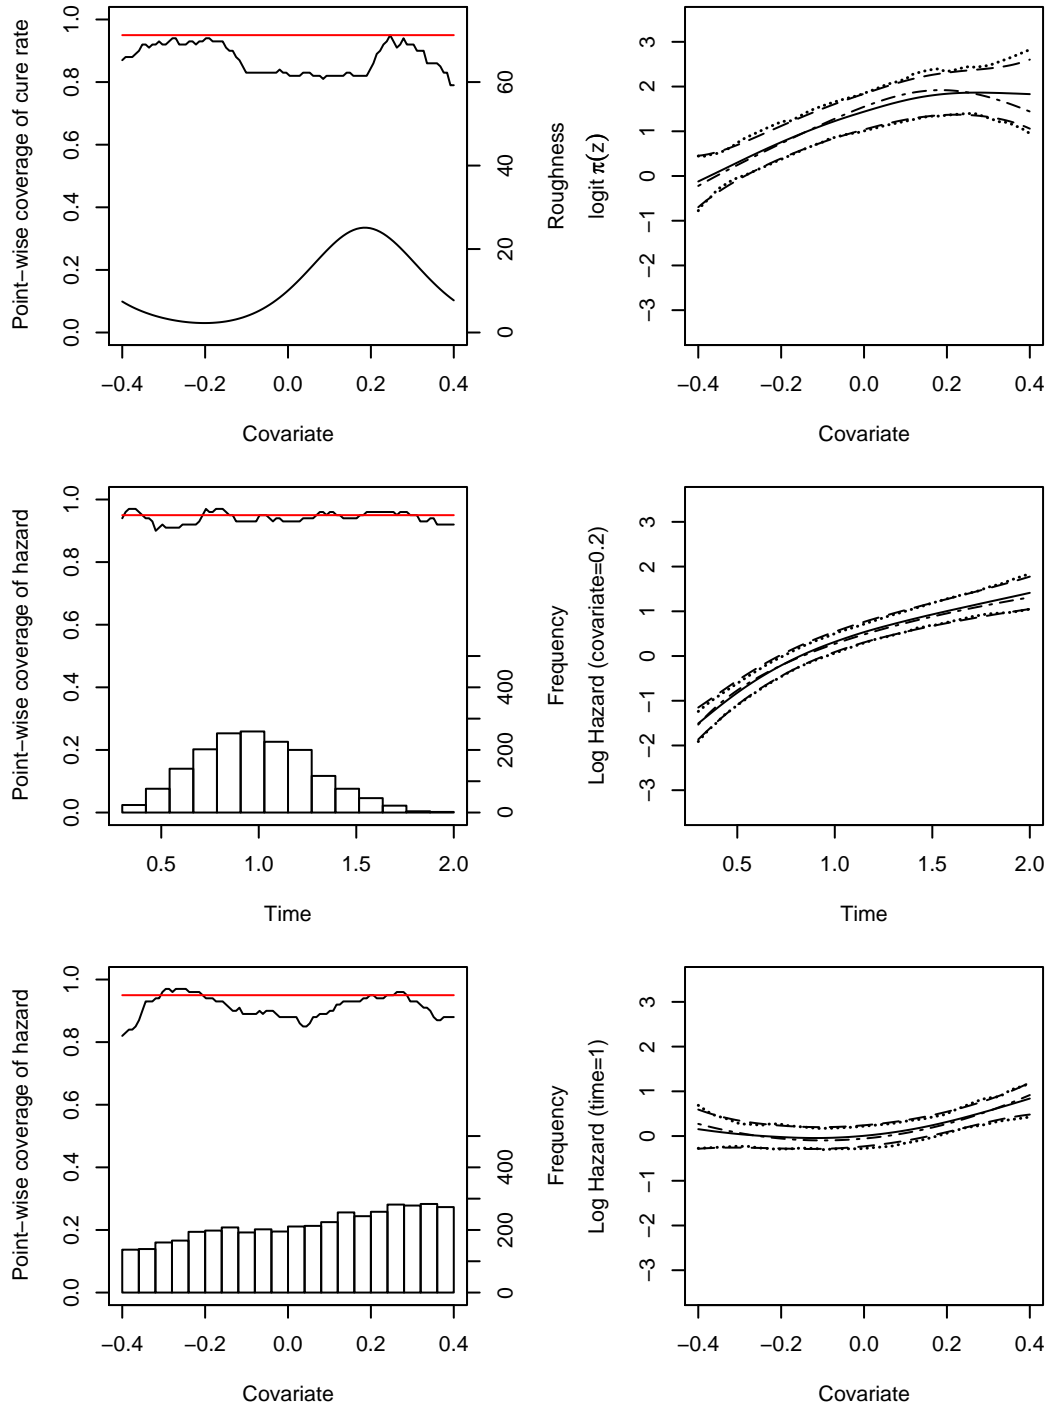 Point−wise coverage of cure rate
0.0 0.2 0.4 0.6 0.8 1.0
0 20 40 60
Roughness
−0.4 −0.2 0.0 0.2 0.4
Covariate
logit π(z)
−3 −2 −1 0 1 2 3
−0.4 −0.2 0.0 0.2 0.4
Covariate
Point−wise coverage of hazard
0.0 0.2 0.4 0.6 0.8 1.0
0 200 400
Frequency
0.5 1.0 1.5 2.0
Time
Log Hazard (covariate=0.2)
−3 −2 −1 0 1 2 3
0.5 1.0 1.5 2.0
Time
Point−wise coverage of hazard
0.0 0.2 0.4 0.6 0.8 1.0
0 200 400
Frequency
−0.4 −0.2 0.0 0.2 0.4
Covariate
Log Hazard (time=1)
−3 −2 −1 0 1 2 3
−0.4 −0.2 0.0 0.2 0.4
Covariate